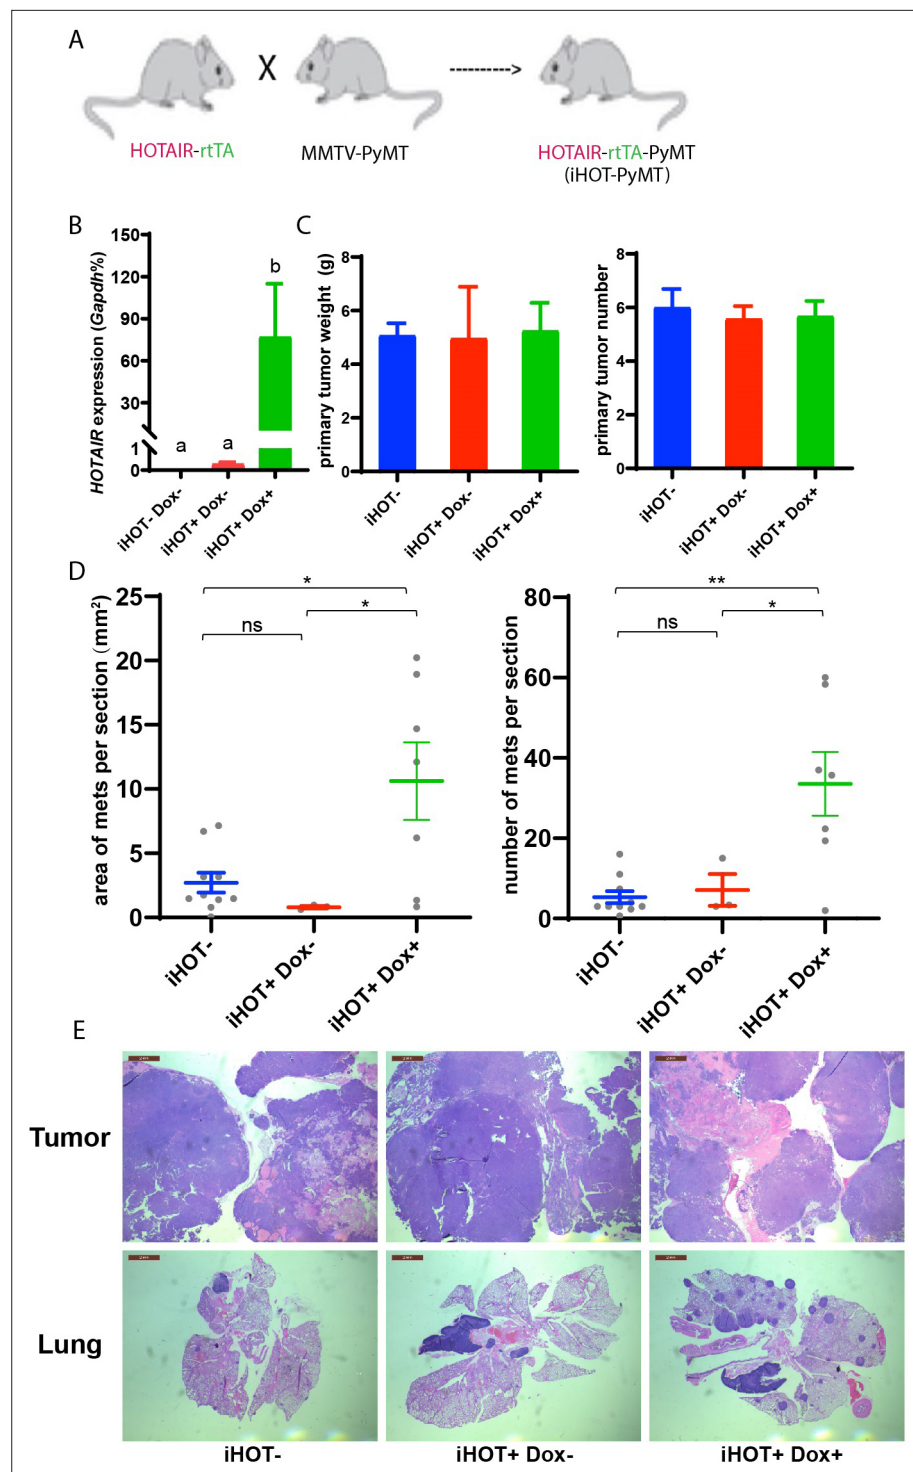 A
X
HOTAIR-rtTA
MMTV-PyMT
HOTAIR-rtTA-PyMT
(iHOT-PyMT)
B
HOTAIR expression (Gapdh%)
150
120
90
60
30
1
0
a
a
b
iHOT- Dox-
iHOT+ Dox-
iHOT+ Dox+
C
primary tumor weight (g)
8
6
4
2
0
iHOT-
iHOT+ Dox-
iHOT+ Dox+
primary tumor number
8
6
4
2
0
iHOT-
iHOT+ Dox-
iHOT+ Dox+
D
area of mets per section (mm²)
25
20
15
10
5
0
*
*
ns
iHOT-
iHOT+ Dox-
iHOT+ Dox+
number of mets per section
80
60
40
20
0
**
*
ns
iHOT-
iHOT+ Dox-
iHOT+ Dox+
E
Tumor
Lung
iHOT-
iHOT+ Dox-
iHOT+ Dox+